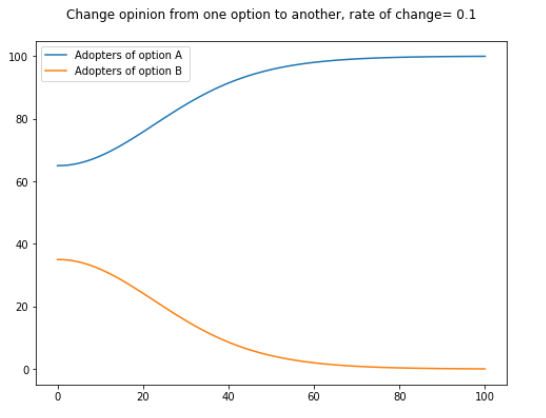 Change opinion from one option to another, rate of change= 0.1
Adopters of option A
Adopters of option B
100
80
60
40
20
0
0 20 40 60 80 100